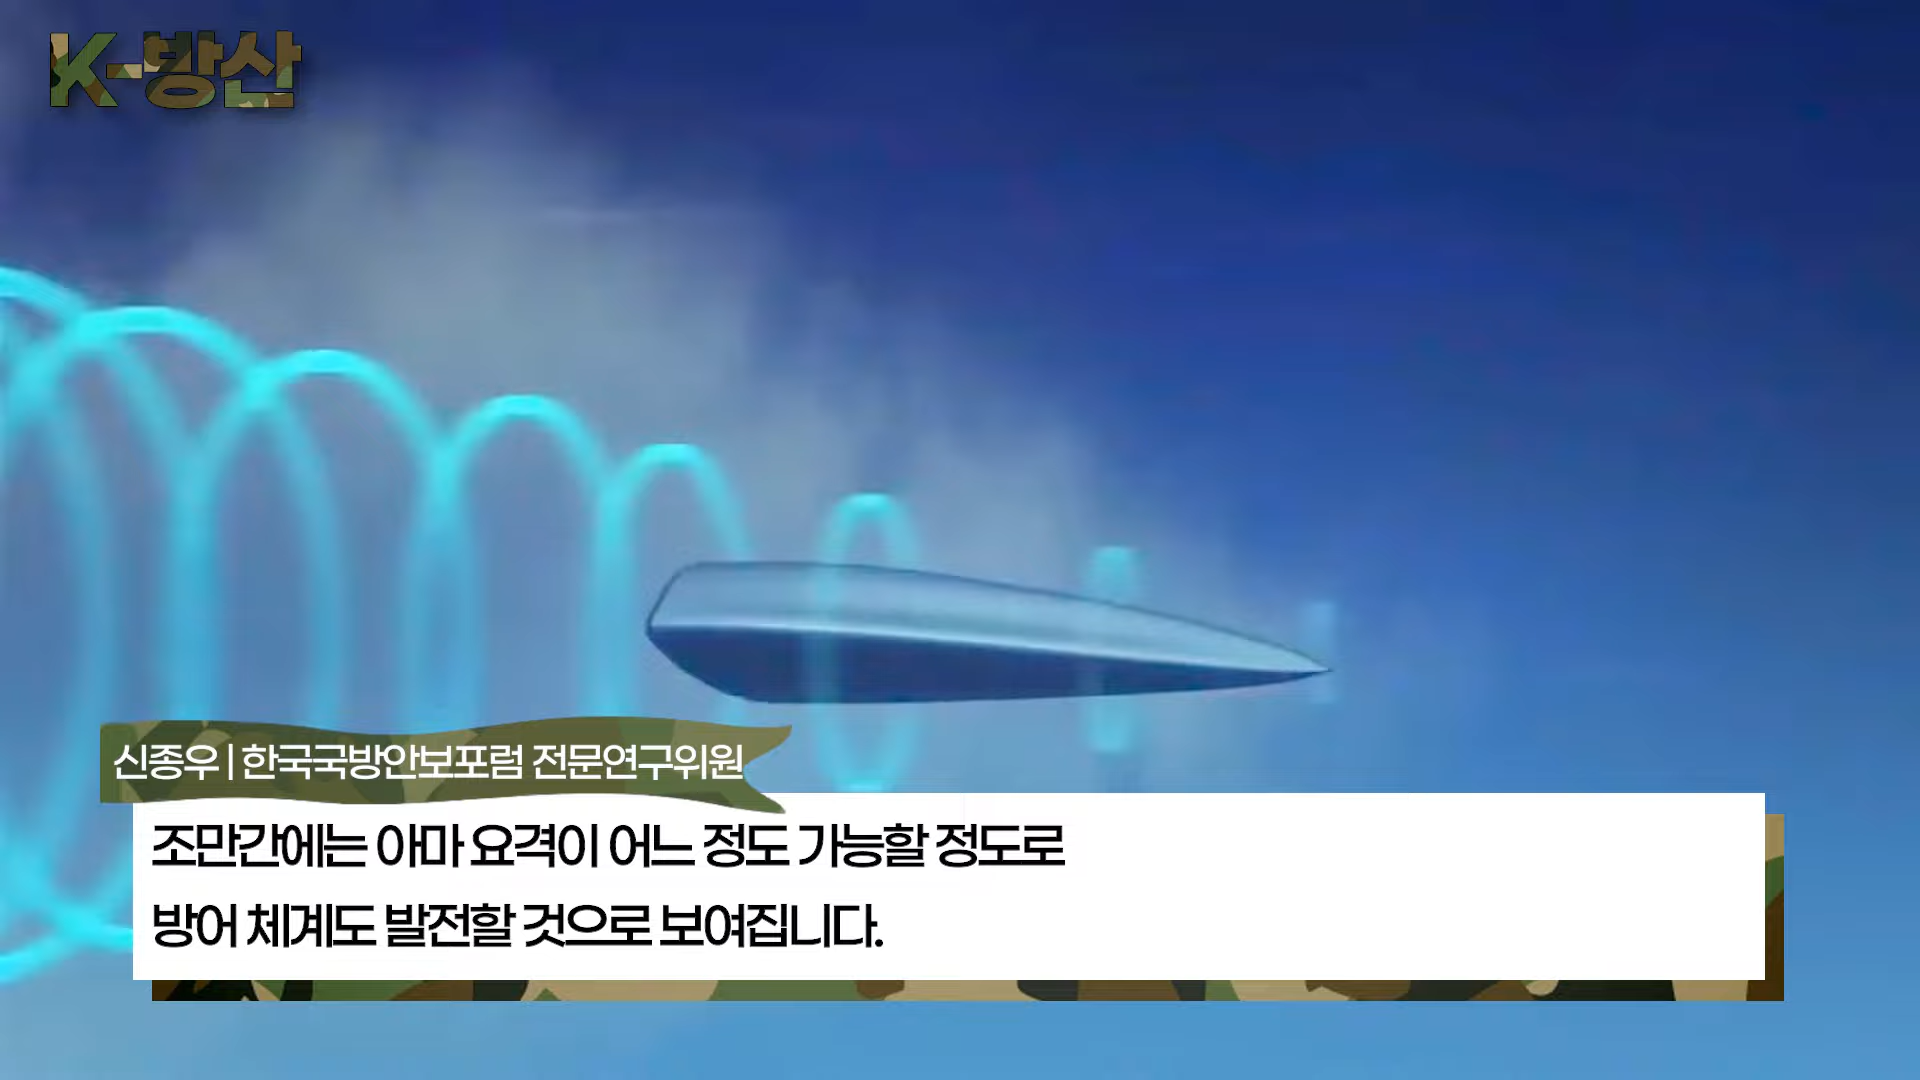 K-방산
신종우 | 한국국방안보포럼 전문연구위원
조만간에는 아마 요격이 어느 정도 가능할 정도로
방어 체계도 발전할 것으로 보여집니다.